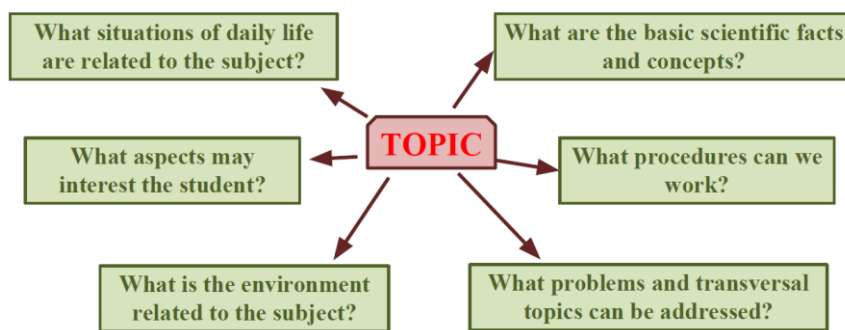 What situations of daily life
are related to the subject?
What are the basic scientific facts
and concepts?
TOPIC
What aspects may
interest the student?
What procedures can we
work?
What is the environment
related to the subject?
What problems and transversal
topics can be addressed?